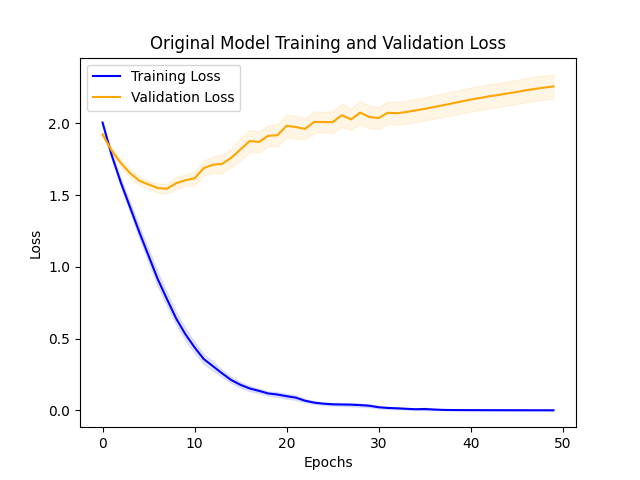 Original Model Training and Validation Loss
Training Loss
Validation Loss
2.0
1.5
1.0
0.5
0.0
Loss
0 10 20 30 40 50
Epochs